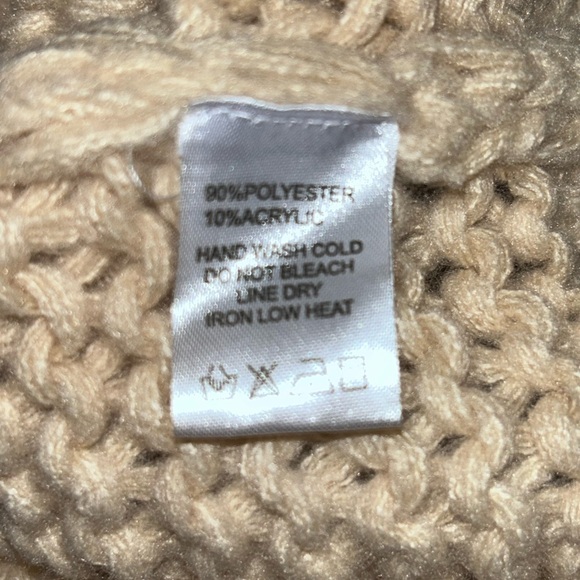 90%POLYESTER
10%ACRYLIC
HAND WASH COLD
DO NOT BLEACH
LINE DRY
IRON LOW HEAT